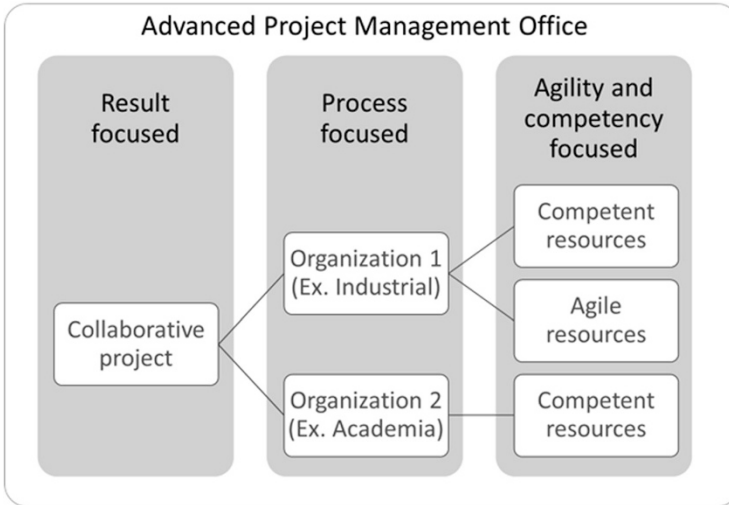 Advanced Project Management Office
Result
focused
Process
focused
Agility and
competency
focused
Collaborative
project
Organization 1
(Ex. Industrial)
Organization 2
(Ex. Academia)
Competent
resources
Agile
resources
Competent
resources